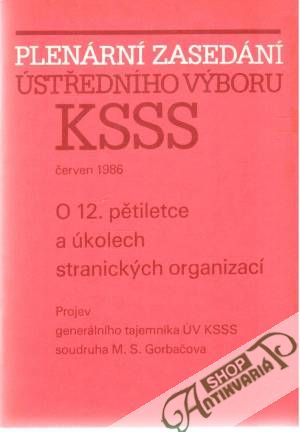 PLENÁRNÍ ZASEDÁNÍ
ÚSTŘEDNÍHO VÝBORU
KSSS
červen 1986
O 12. pětiletce
a úkolech
stranických organizací
Projev
generálního tajemníka ÚV KSSS
soudruha M. S. Gorbačova
SHOP
ANTIKVARIAT